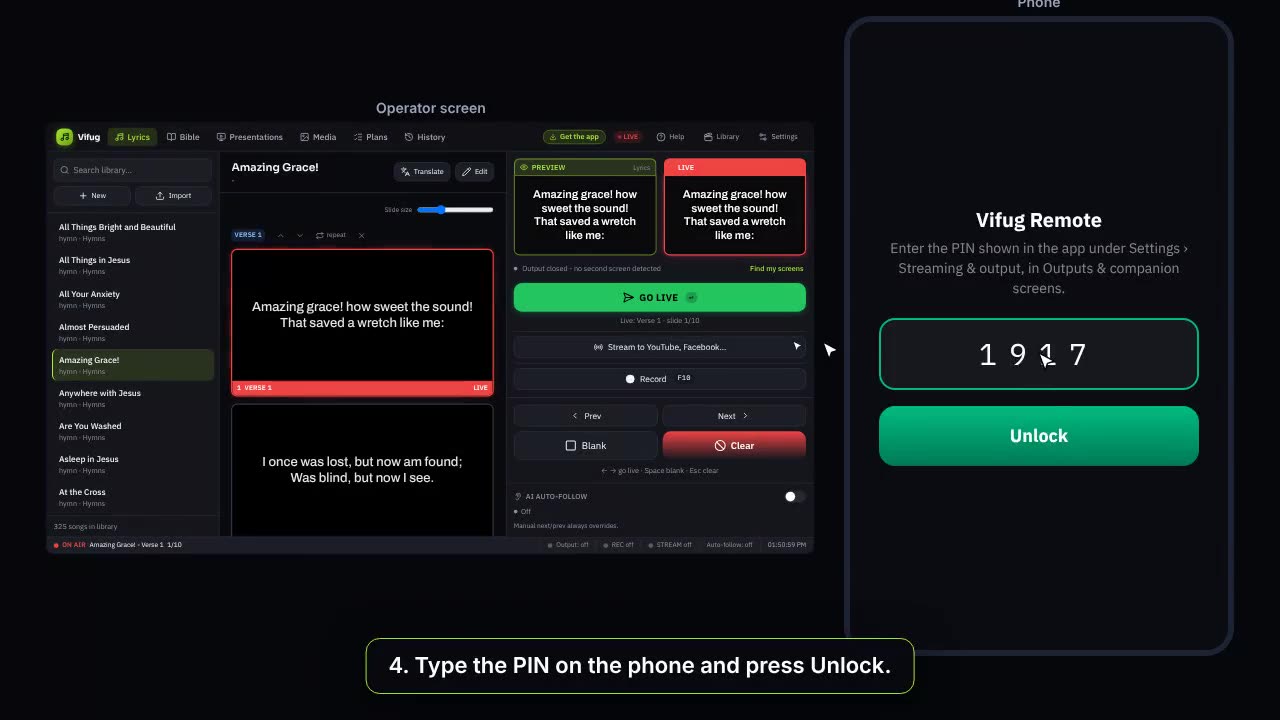 Phone
Operator screen
Vifug
Lyrics
Bible
Presentations
Media
Plans
History
Get the app
LIVE
Help
Library
Settings
Search library...
New
Import
All Things Bright and Beautiful
hymn · Hymns
All Things in Jesus
hymn · Hymns
All Your Anxiety
hymn · Hymns
Almost Persuaded
hymn · Hymns
Amazing Grace!
hymn · Hymns
Anywhere with Jesus
hymn · Hymns
Are You Washed
hymn · Hymns
Asleep in Jesus
hymn · Hymns
At the Cross
hymn · Hymns
325 songs in library
Amazing Grace!
Translate
Edit
Slide size
VERSE 1
repeat
Amazing grace! how sweet the sound!
That saved a wretch like me:
1 VERSE 1
LIVE
I once was lost, but now am found;
Was blind, but now I see.
PREVIEW
Lyrics
Amazing grace! how
sweet the sound!
That saved a wretch
like me:
LIVE
Amazing grace! how
sweet the sound!
That saved a wretch
like me:
Output closed · no second screen detected
Find my screens
GO LIVE
Live: Verse 1 · slide 1/10
Stream to YouTube, Facebook...
Record F10
Prev
Next
Blank
Clear
← → go live · Space blank · Esc clear
AI AUTO-FOLLOW
Off
Manual next/prev always overrides.
ON AIR Amazing Grace! · Verse 1 1/10
Output: off
REC off
STREAM off
Auto-follow: off
01:50:59 PM
Vifug Remote
Enter the PIN shown in the app under Settings ›
Streaming & output, in Outputs & companion
screens.
1917
Unlock
4. Type the PIN on the phone and press Unlock.